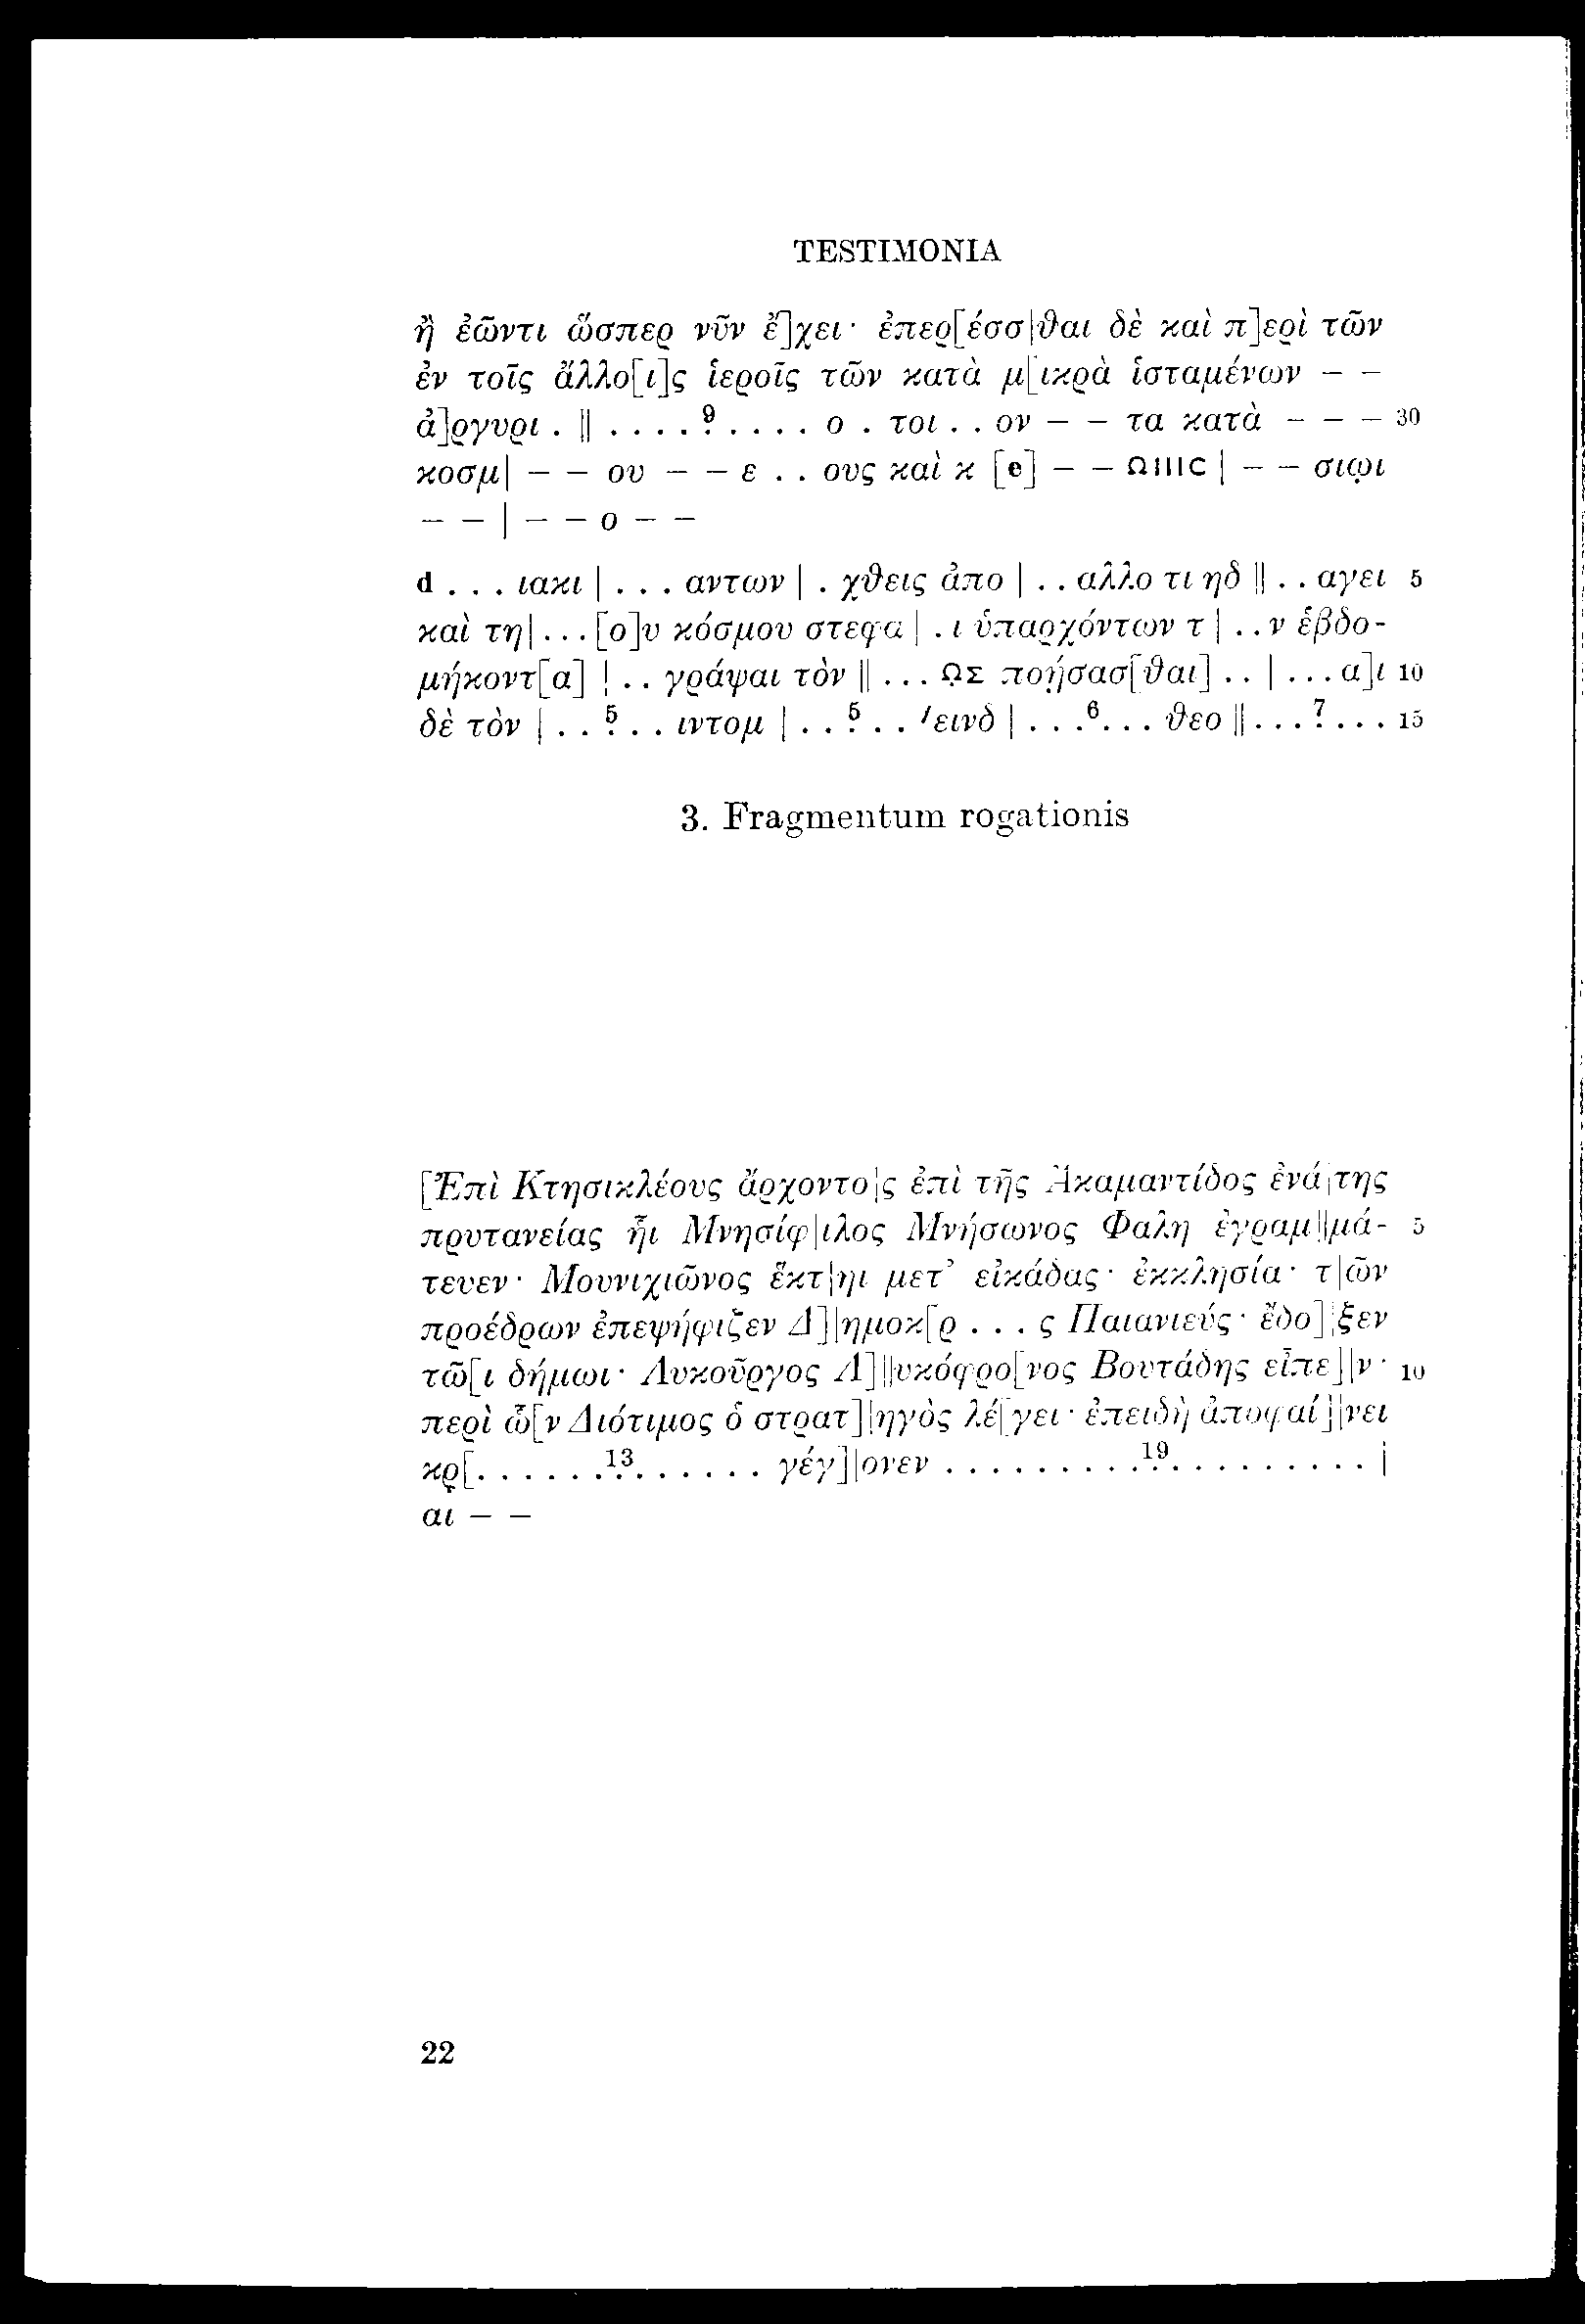 TESTIMONIA
ἢ ἐῶντι ὥσπερ νῦν ἔ]χει· ἐπερ[έσσ|θαι δὲ καὶ π]ερὶ τῶν
ἐν τοῖς ἄλλο[ι]ς ἱεροῖς τῶν κατὰ μ[ικρὰ ἱσταμένων – –
ἀ]ργυρι . || . . . . ⁹ . . . . ο . τοι . . ον – – τα κατὰ – – – 30
κοσμ| – – ου – – ε . . ους καὶ κ [e] – – ΩΙΙΙC | – – σιωι
– – | – – ο – –
d . . . ιακι | . . . αντων | . χθεις ἀπο | . . αλλο τι ηδ || . . αγει 5
καὶ τη| . . . [ο]υ κόσμου στεφα | . ι ὑπαρχόντων τ | . . ν ἑβδο-
μήκοντ[α] | . . γράψαι τὸν || . . . ΩΣ ποήσασ[θαι] . . | . . . α]ι 10
δὲ τὸν | . . ⁵ . . ιντομ | . . ⁵ . . ′εινδ | . . . ⁶ . . . θεο || . . . ⁷ . . . 15
3. Fragmentum rogationis
[Ἐπὶ Κτησικλέους ἄρχοντο|ς ἐπὶ τῆς Ἀκαμαντίδος ἐνά|της
πρυτανείας ἧι Μνησίφ|ιλος Μνήσωνος Φαλη ἐγραμ||μά- 5
τευεν· Μουνιχιῶνος ἕκτ|ηι μετ’ εἰκάδας· ἐκκλησία· τ|ῶν
προέδρων ἐπεψήφιζεν Δ]|ημοκ[ρ . . . ς Παιανιεύς· ἔδο]|ξεν
τῶ[ι δήμωι· Λυκοῦργος Λ]||υκόφρο[νος Βουτάδης εἶπε]|ν· 10
περὶ ὧ[ν Διότιμος ὁ στρατ]|ηγὸς λέ[γει· ἐπειδὴ ἀποφαί]|νει
κρ[. . . . . . ¹³ . . . . . . γέγ]|ονεν . . . . . . . . . ¹⁹ . . . . . . . . . |
αι – –
22